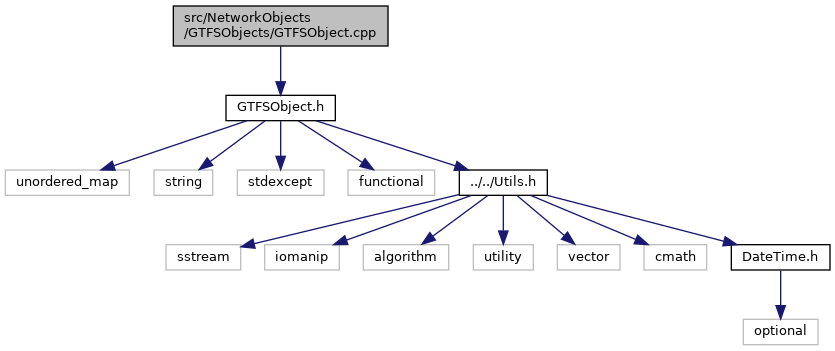 src/NetworkObjects
/GTFSObjects/GTFSObject.cpp
GTFSObject.h
unordered_map
string
stdexcept
functional
../../Utils.h
sstream
iomanip
algorithm
utility
vector
cmath
DateTime.h
optional